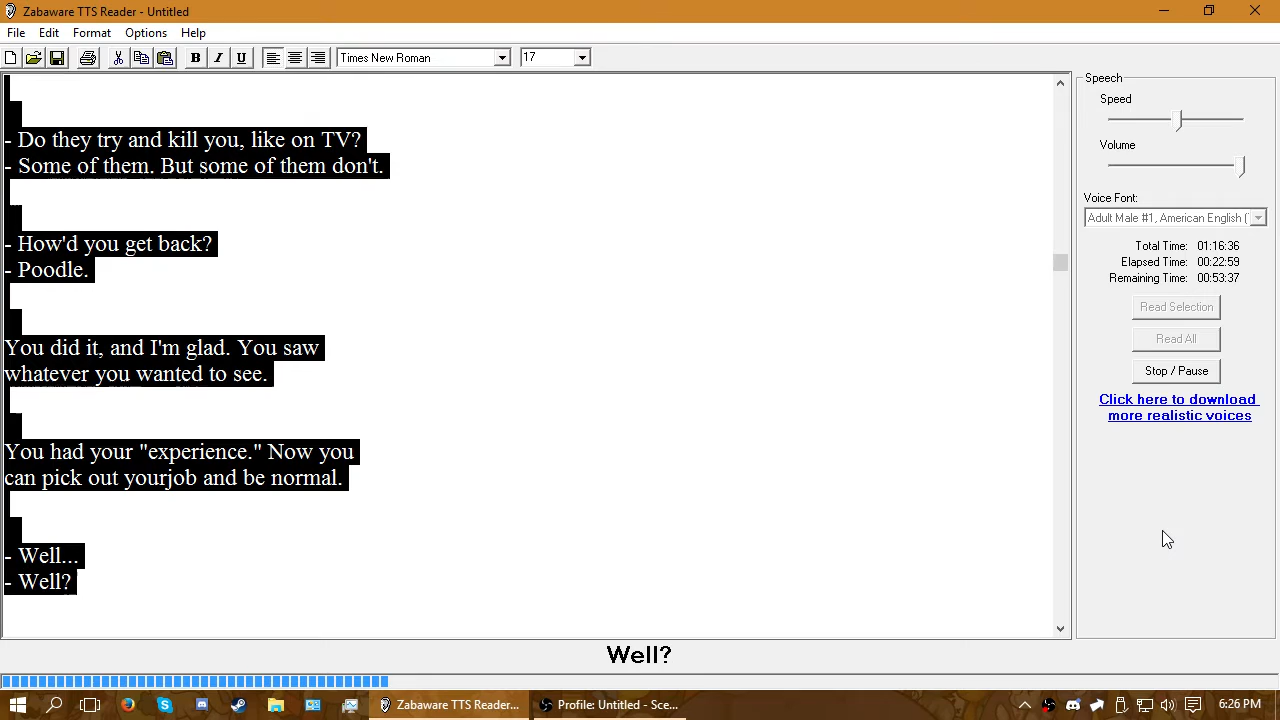 Zabaware TTS Reader - Untitled
File Edit Format Options Help
B I U Times New Roman 17
- Do they try and kill you, like on TV?
- Some of them. But some of them don't.
- How'd you get back?
- Poodle.
You did it, and I'm glad. You saw
whatever you wanted to see.
You had your "experience." Now you
can pick out yourjob and be normal.
- Well...
- Well?
Speech
Speed
Volume
Voice Font:
Adult Male #1, American English (
Total Time: 01:16:36
Elapsed Time: 00:22:59
Remaining Time: 00:53:37
Read Selection
Read All
Stop / Pause
Click here to download
more realistic voices
Well?
Zabaware TTS Reader... Profile: Untitled - Sce... 6:26 PM